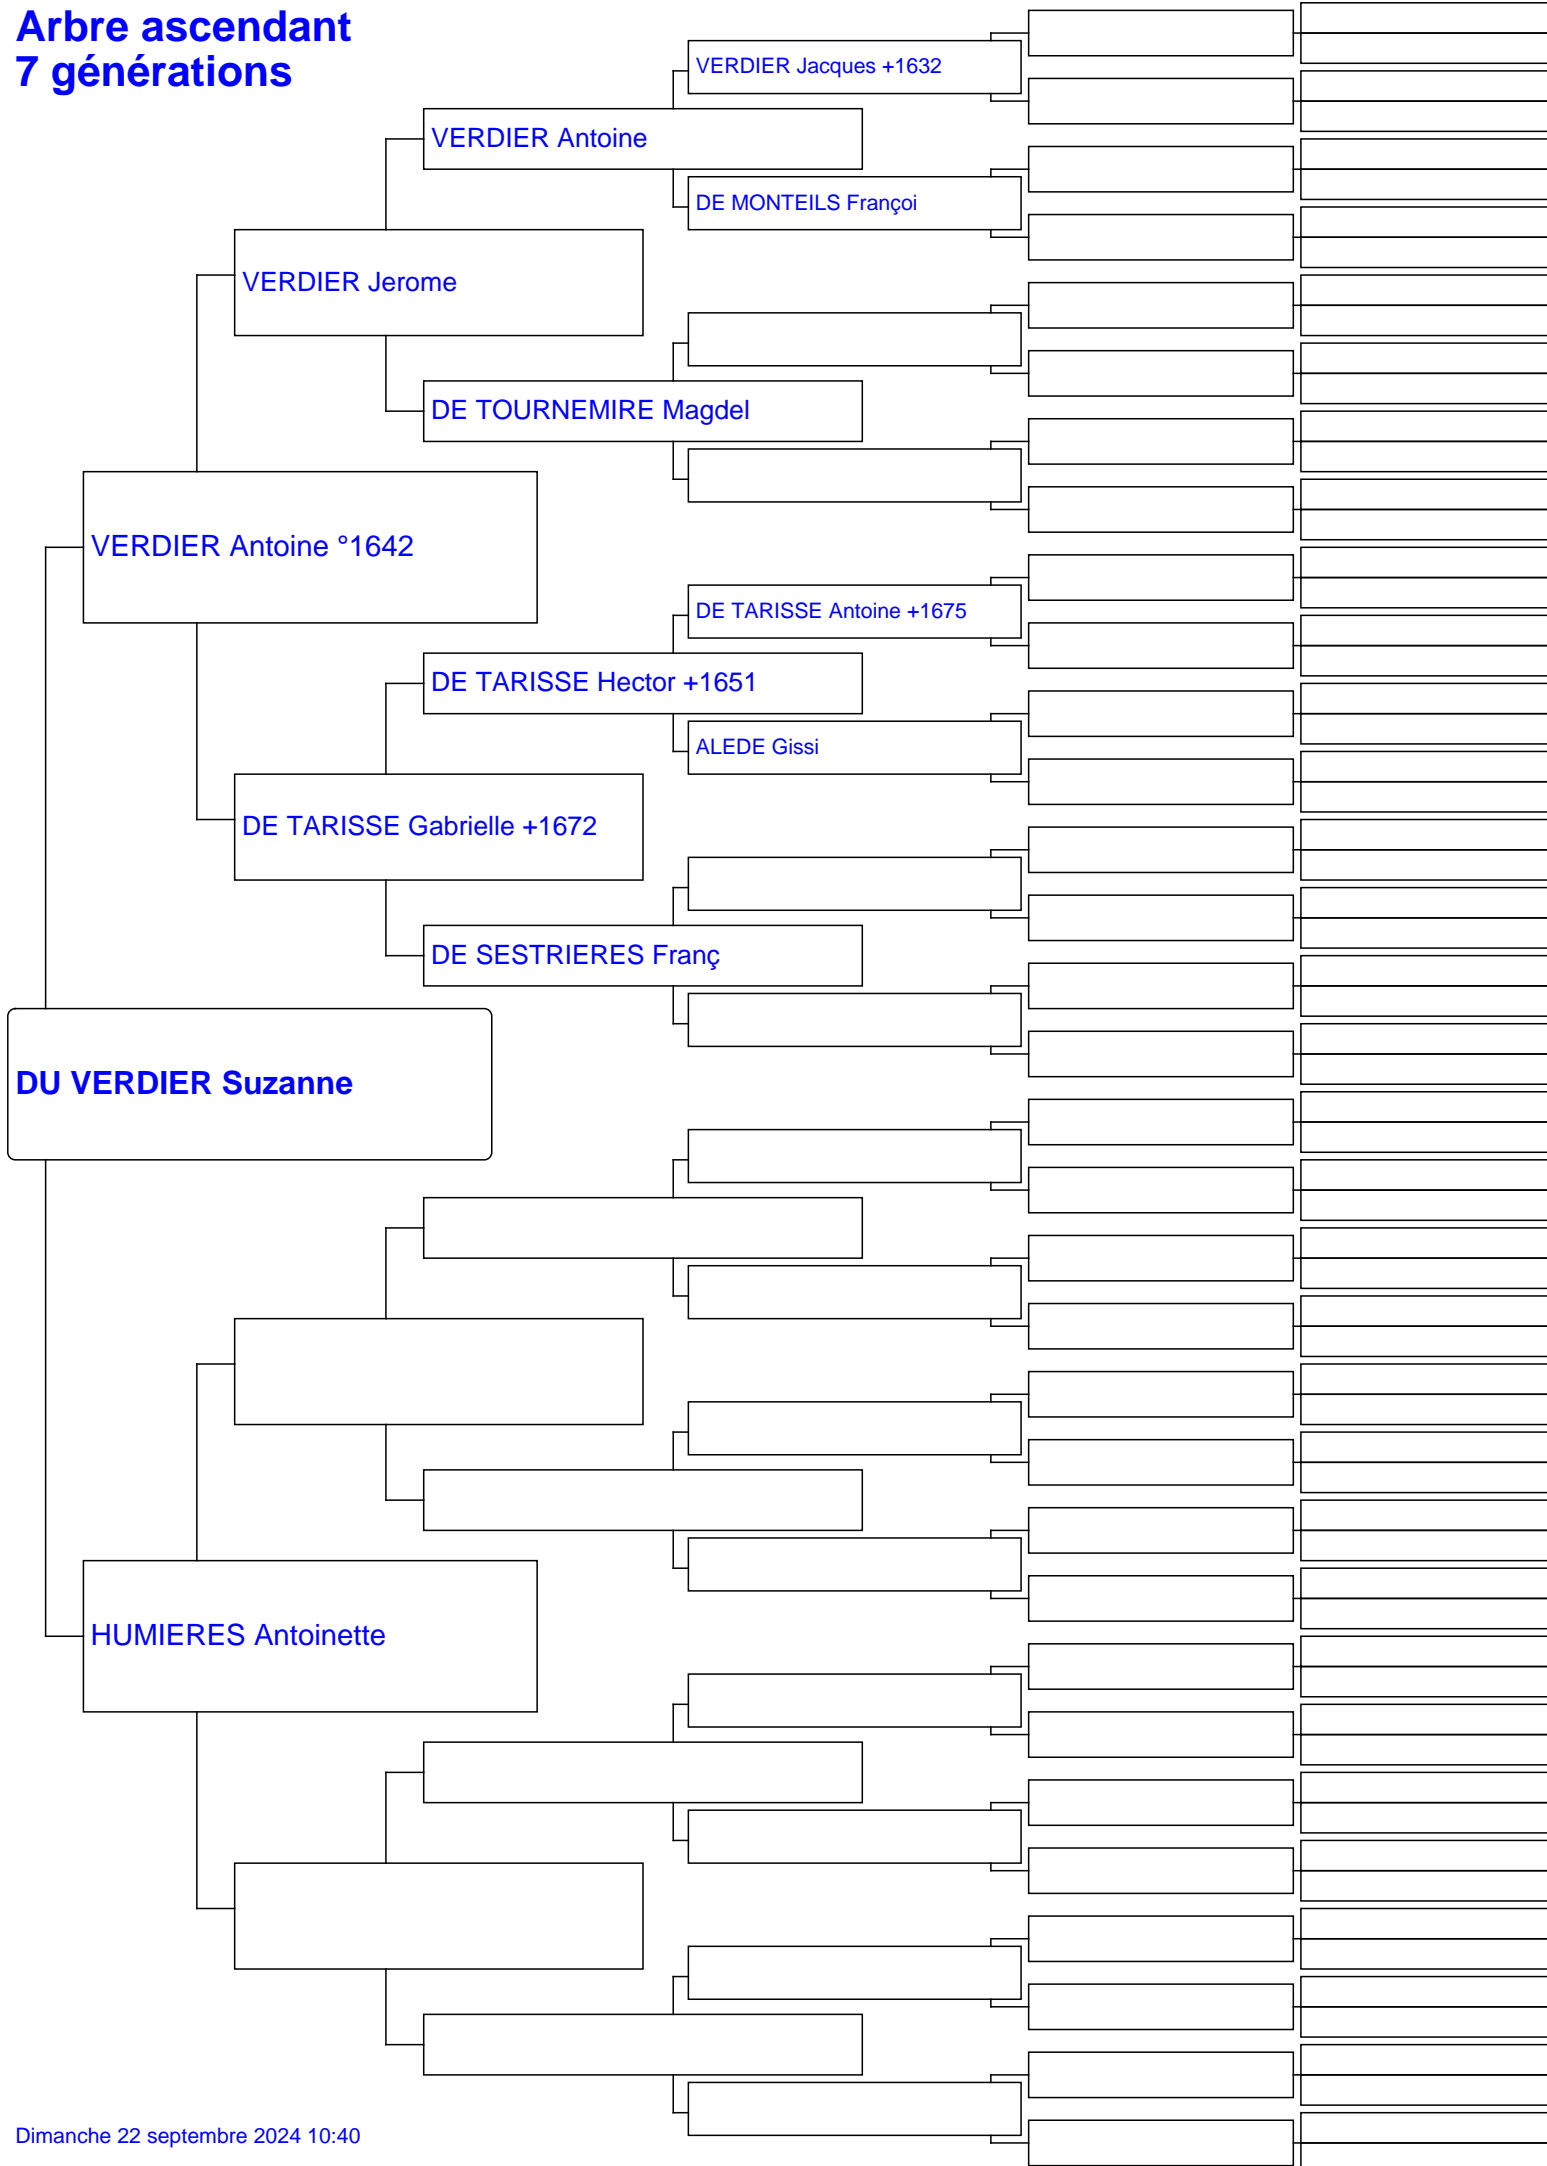 Arbre ascendant
7 générations
VERDIER Jacques +1632
VERDIER Antoine
DE MONTEILS Françoi
VERDIER Jerome
DE TOURNEMIRE Magdel
VERDIER Antoine °1642
DE TARISSE Antoine +1675
DE TARISSE Hector +1651
ALEDE Gissi
DE TARISSE Gabrielle +1672
DE SESTRIERES Franç
DU VERDIER Suzanne
HUMIERES Antoinette
Dimanche 22 septembre 2024 10:40